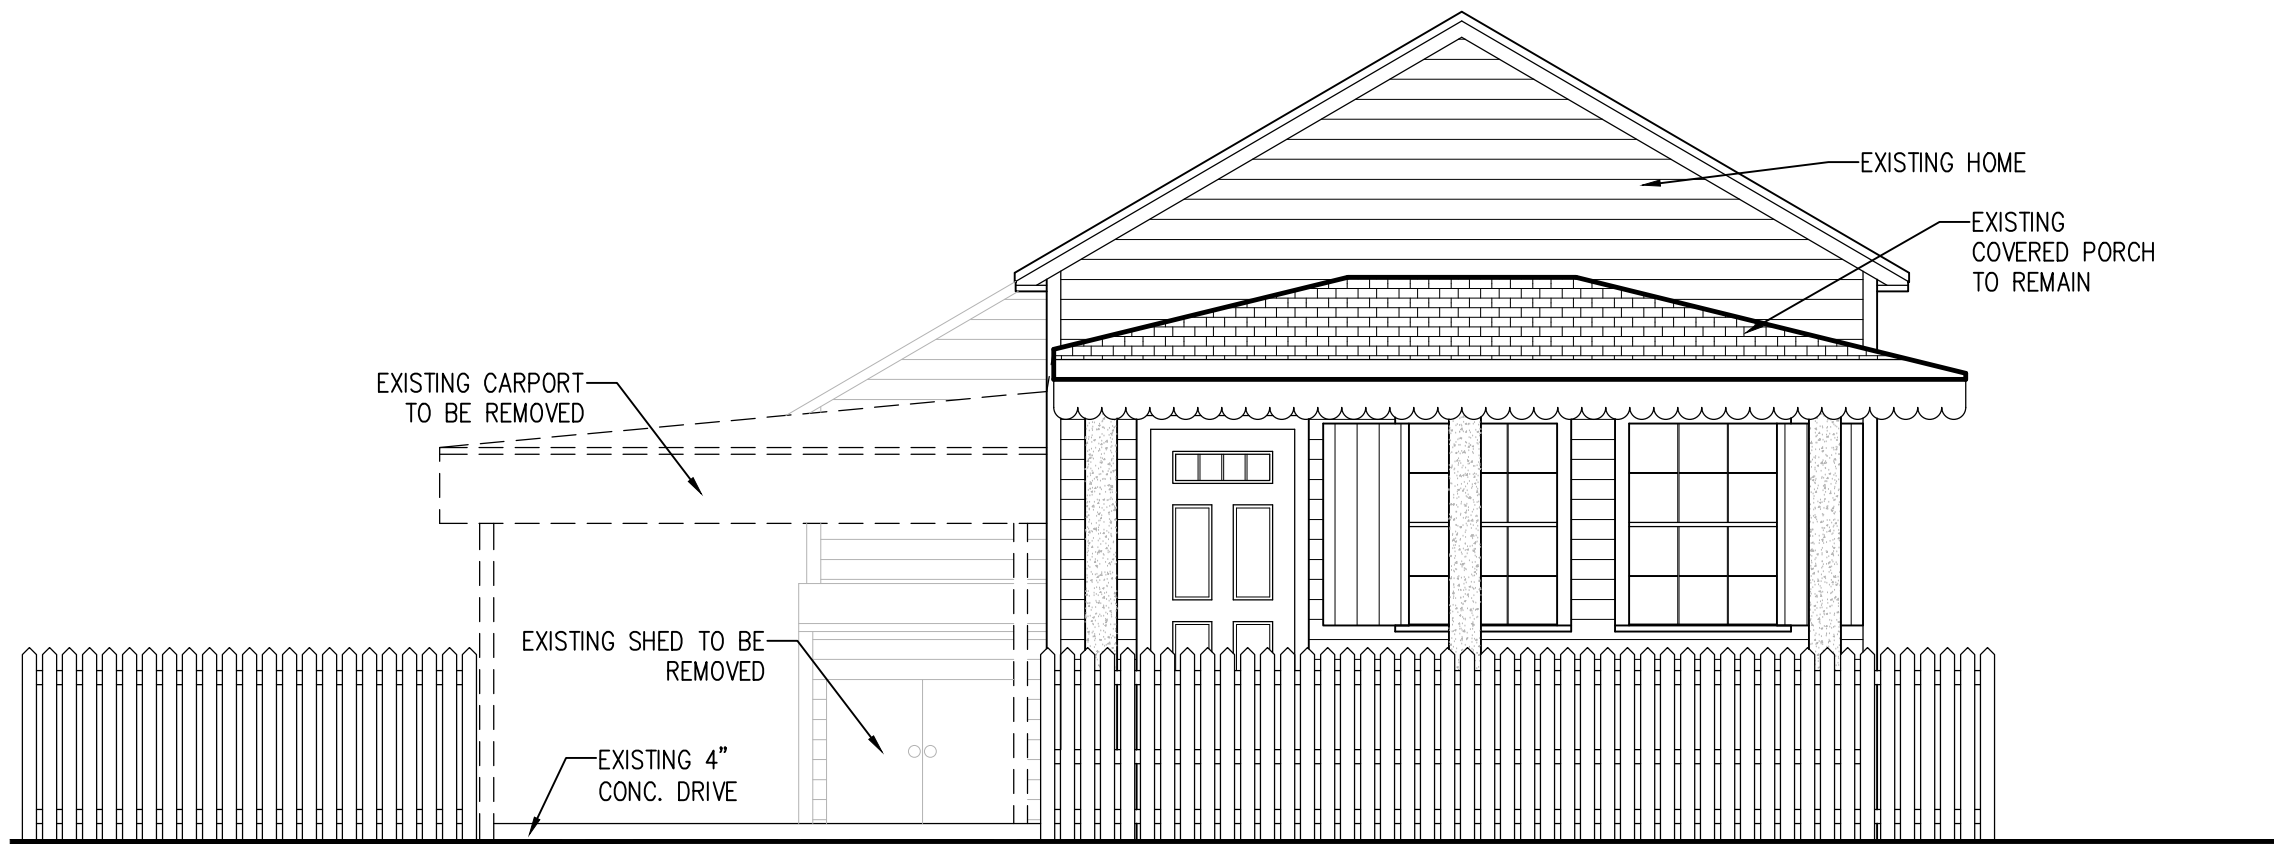 EXISTING HOME
EXISTING
COVERED PORCH
TO REMAIN
EXISTING CARPORT
TO BE REMOVED
EXISTING SHED TO BE
REMOVED
EXISTING 4"
CONC. DRIVE